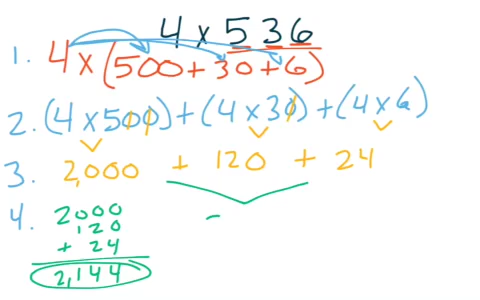 4 × 536
1. 4 × (500 + 30 + 6)
2. (4 × 500) + (4 × 30) + (4 × 6)
3. 2,000 + 120 + 24
4. 2000
120
+ 24
2,144